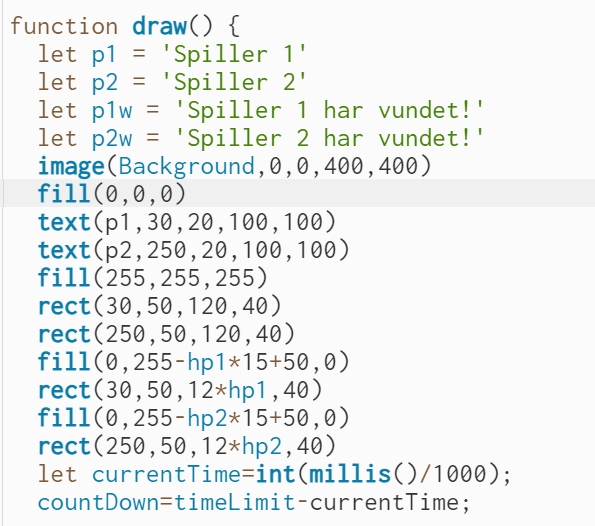 function draw() {
let p1 = 'Spiller 1'
let p2 = 'Spiller 2'
let p1w = 'Spiller 1 har vundet!'
let p2w = 'Spiller 2 har vundet!'
image(Background,0,0,400,400)
fill(0,0,0)
text(p1,30,20,100,100)
text(p2,250,20,100,100)
fill(255,255,255)
rect(30,50,120,40)
rect(250,50,120,40)
fill(0,255-hp1*15+50,0)
rect(30,50,12*hp1,40)
fill(0,255-hp2*15+50,0)
rect(250,50,12*hp2,40)
let currentTime=int(millis()/1000);
countDown=timeLimit-currentTime;